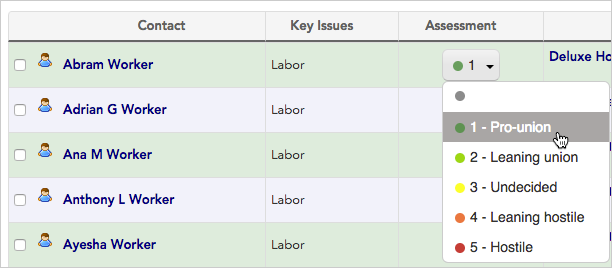 Contact Key Issues Assessment
Abram Worker Labor 1 Deluxe Ho
Adrian G Worker Labor
1 - Pro-union
Ana M Worker Labor 2 - Leaning union
3 - Undecided
Anthony L Worker Labor
4 - Leaning hostile
Ayesha Worker Labor 5 - Hostile